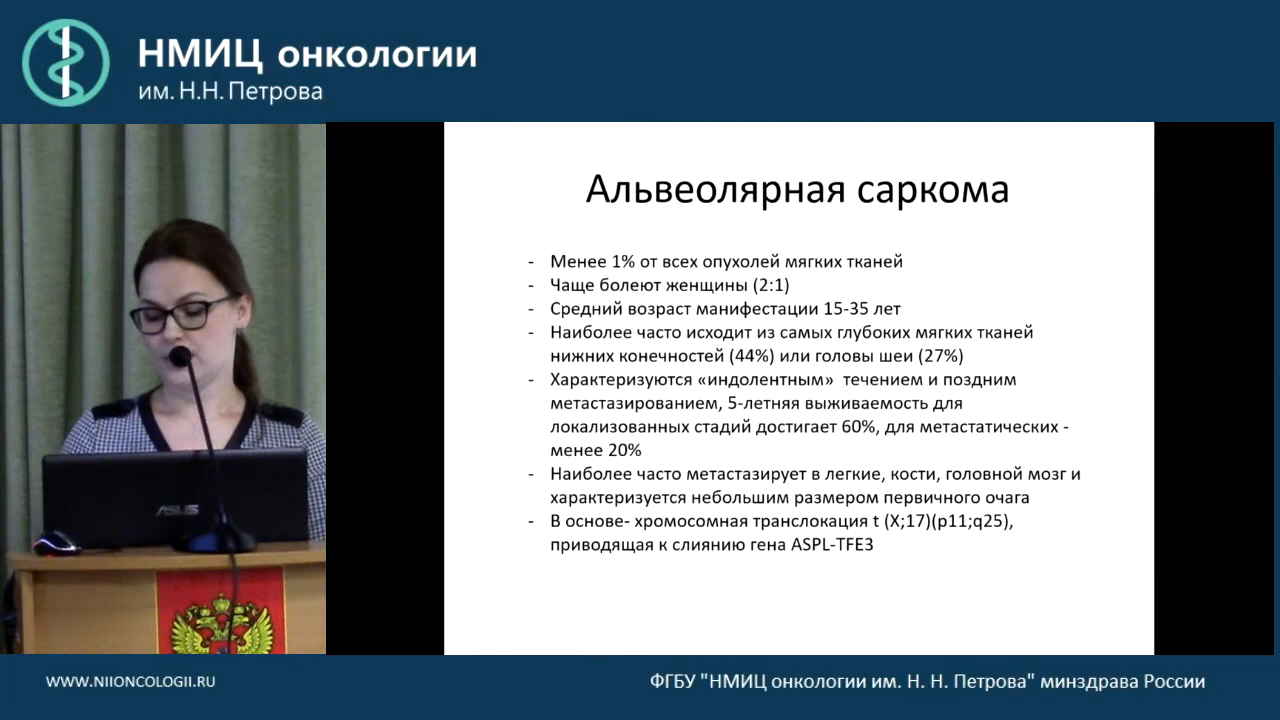 НМИЦ онкологии
им. Н.Н. Петрова
Альвеолярная саркома
- Менее 1% от всех опухолей мягких тканей
- Чаще болеют женщины (2:1)
- Средний возраст манифестации 15-35 лет
- Наиболее часто исходит из самых глубоких мягких тканей
нижних конечностей (44%) или головы шеи (27%)
- Характеризуются «индолентным» течением и поздним
метастазированием, 5-летняя выживаемость для
локализованных стадий достигает 60%, для метастатических -
менее 20%
- Наиболее часто метастазирует в легкие, кости, головной мозг и
характеризуется небольшим размером первичного очага
- В основе- хромосомная транслокация t (X;17)(p11;q25),
приводящая к слиянию гена ASPL-TFE3
ASUS
WWW.NIIONCOLOGII.RU
ФГБУ "НМИЦ онкологии им. Н. Н. Петрова" минздрава России